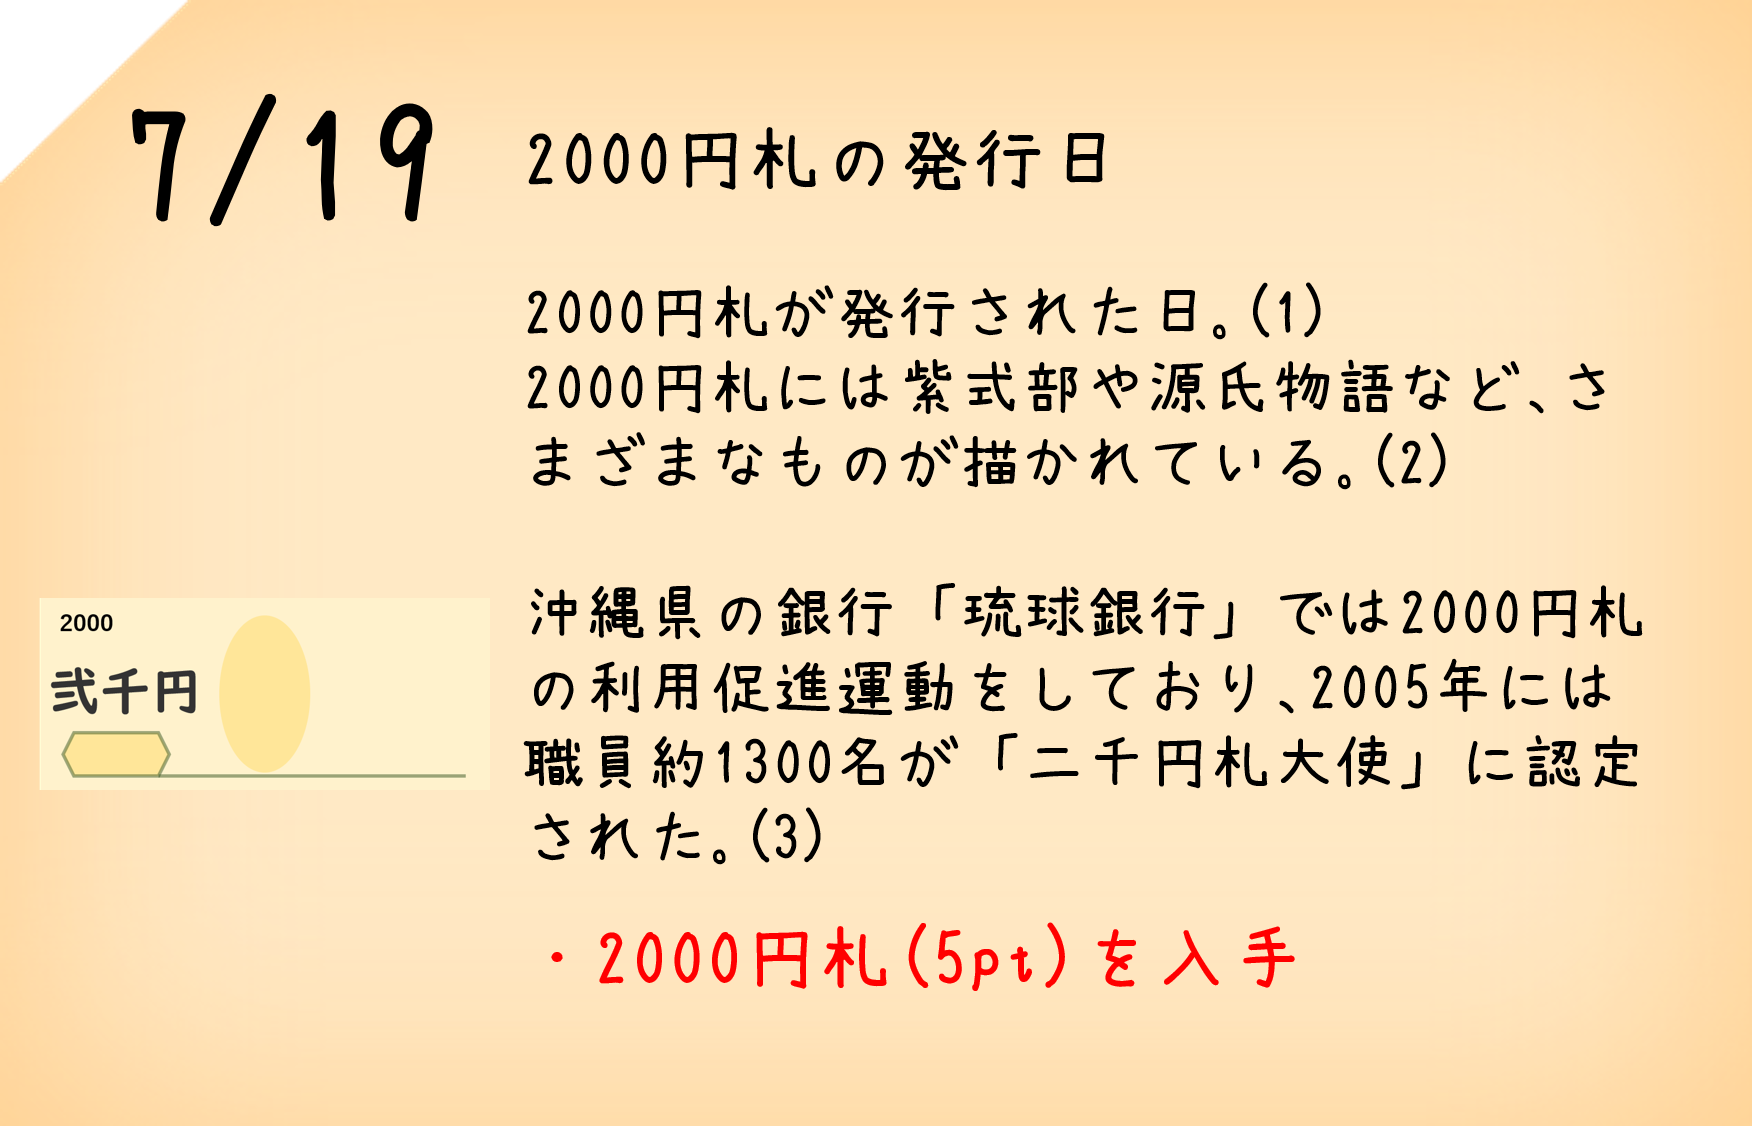 7/19
2000円札の発行日
2000円札が発行された日。(1)
2000円札には紫式部や源氏物語など、さ
まざまなものが描かれている。(2)
沖縄県の銀行「琉球銀行」では2000円札
の利用促進運動をしており、2005年には
職員約1300名が「二千円札大使」に認定
された。(3)
2000
弐千円
・2000円札(5pt)を入手